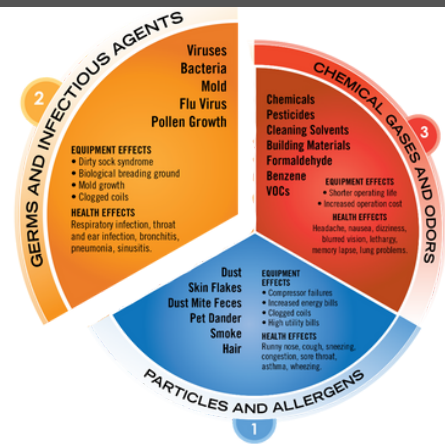 2
GERMS AND INFECTIOUS AGENTS
Viruses
Bacteria
Mold
Flu Virus
Pollen Growth
EQUIPMENT EFFECTS
• Dirty sock syndrome
• Biological breading ground
• Mold growth
• Clogged coils
HEALTH EFFECTS
Respiratory infection, throat
and ear infection, bronchitis,
pneumonia, sinusitis.
3
CHEMICAL GASES AND ODORS
Chemicals
Pesticides
Cleaning Solvents
Building Materials
Formaldehyde
Benzene
VOCs
EQUIPMENT EFFECTS
• Shorter operating life
• Increased operation cost
HEALTH EFFECTS
Headache, nausea, dizziness,
blurred vision, lethargy,
memory lapse, lung problems.
Dust
Skin Flakes
Dust Mite Feces
Pet Dander
Smoke
Hair
EQUIPMENT
EFFECTS
• Compressor failures
• Increased energy bills
• Clogged coils
• High utility bills
HEALTH EFFECTS
Runny nose, cough, sneezing,
congestion, sore throat,
asthma, wheezing.
PARTICLES AND ALLERGENS
1